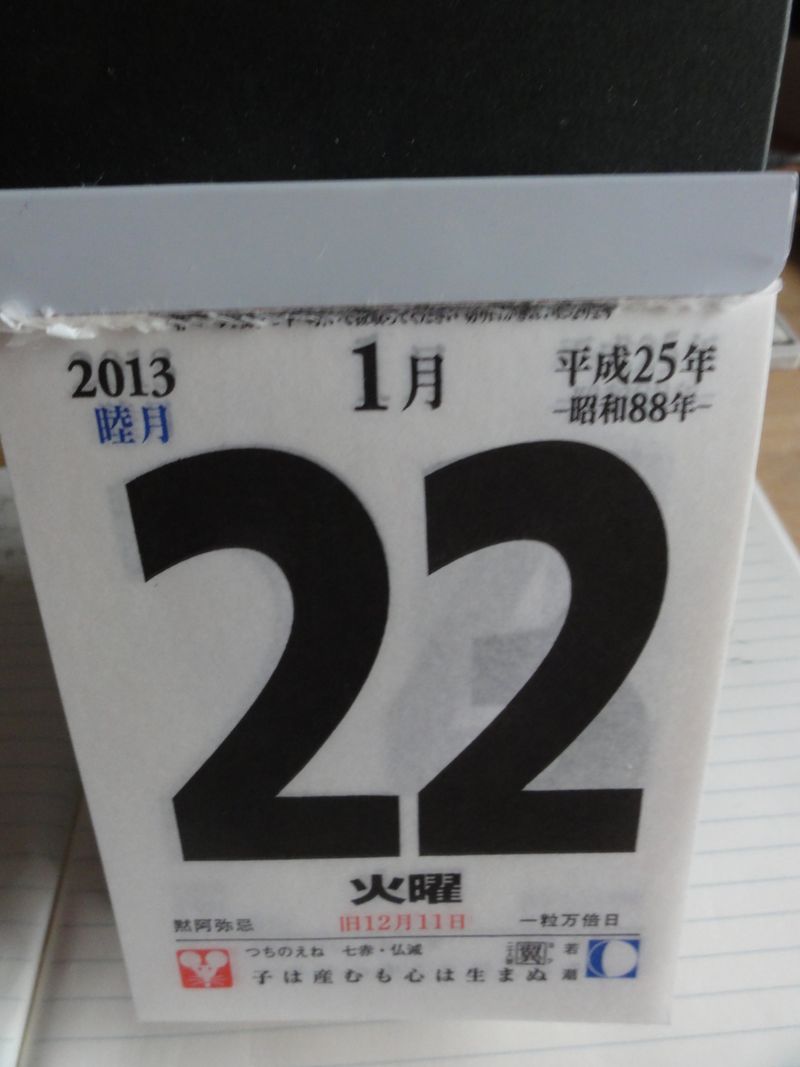 2013
睦月
1月
平成25年
-昭和88年-
22
火曜
黙阿弥忌
旧12月11日
一粒万倍日
つちのえね 七赤・仏滅
翼
若潮
子は産むも心は生まぬ